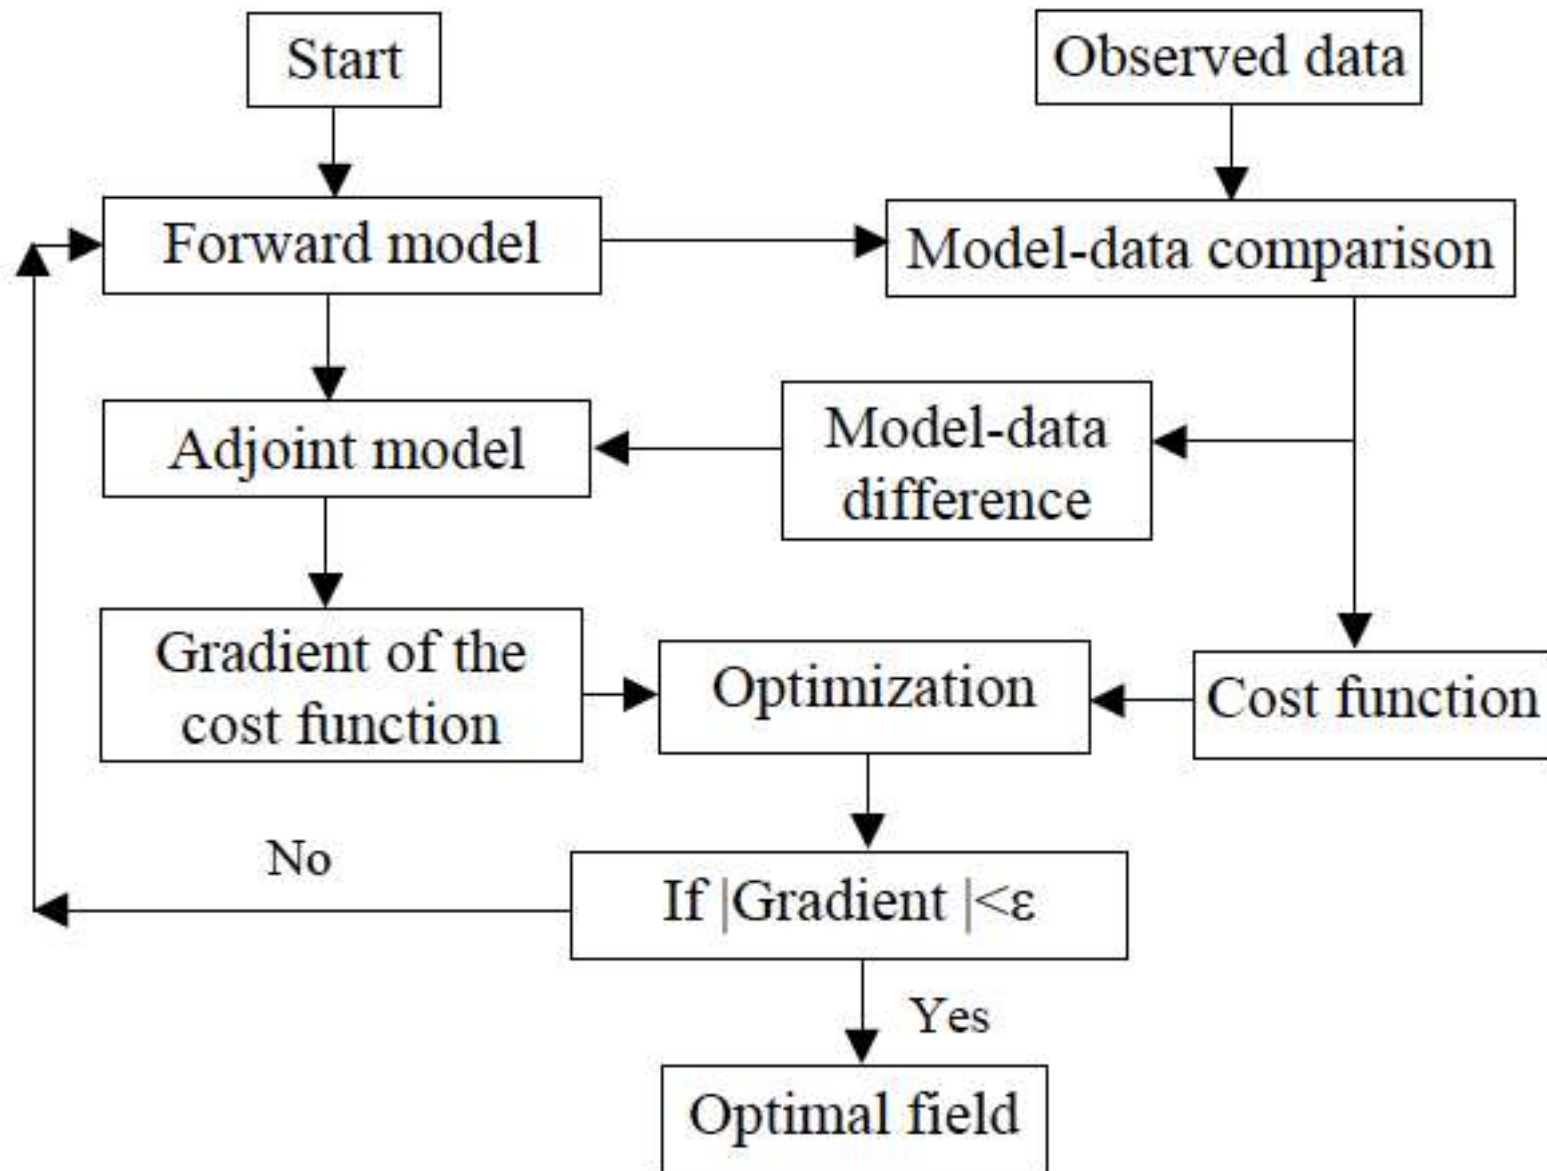 Start
Observed data
Forward model
Model-data comparison
Adjoint model
Model-data
difference
Gradient of the
cost function
Optimization
Cost function
No
If |Gradient |<ε
Yes
Optimal field